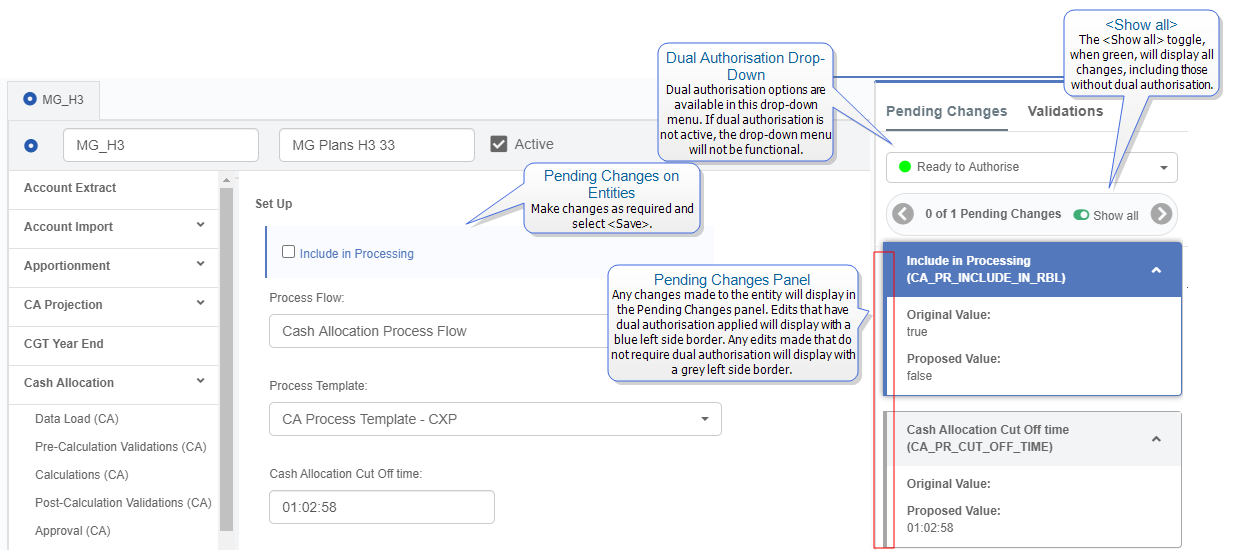 <Show all>
The <Show all> toggle,
when green, will display all
changes, including those
without dual authorisation.
Dual Authorisation Drop-
Down
Dual authorisation options are
available in this drop-down
menu. If dual authorisation is
not active, the drop-down menu
will not be functional.
MG_H3
Pending Changes
Validations
MG_H3
MG Plans H3 33
Active
Ready to Authorise
Pending Changes on
Entities
Make changes as required and
select <Save>.
Account Extract
Account Import
Apportionment
CA Projection
CGT Year End
Cash Allocation
Data Load (CA)
Pre-Calculation Validations (CA)
Calculations (CA)
Post-Calculation Validations (CA)
Approval (CA)
Set Up
Include in Processing
Process Flow:
Cash Allocation Process Flow
Process Template:
CA Process Template - CXP
Cash Allocation Cut Off time:
01:02:58
Pending Changes Panel
Any changes made to the entity will display in
the Pending Changes panel. Edits that have
dual authorisation applied will display with a
blue left side border. Any edits made that do
not require dual authorisation will display with
a grey left side border.
0 of 1 Pending Changes
Show all
Include in Processing
(CA_PR_INCLUDE_IN_RBL)
Original Value:
true
Proposed Value:
false
Cash Allocation Cut Off time
(CA_PR_CUT_OFF_TIME)
Original Value:
Proposed Value:
01:02:58